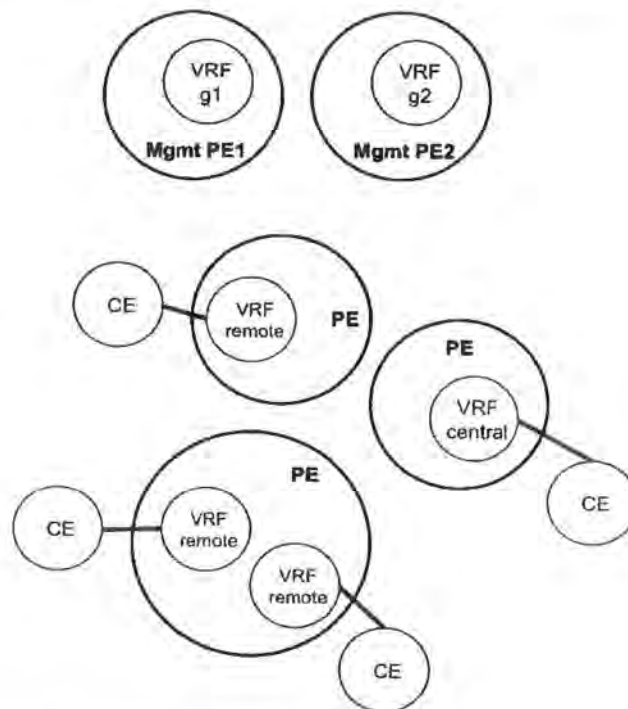 VRF
g1
Mgmt PE1
VRF
g2
Mgmt PE2
CE
VRF
remote
PE
PE
VRF
central
CE
PE
CE
VRF
remote
VRF
remote
CE